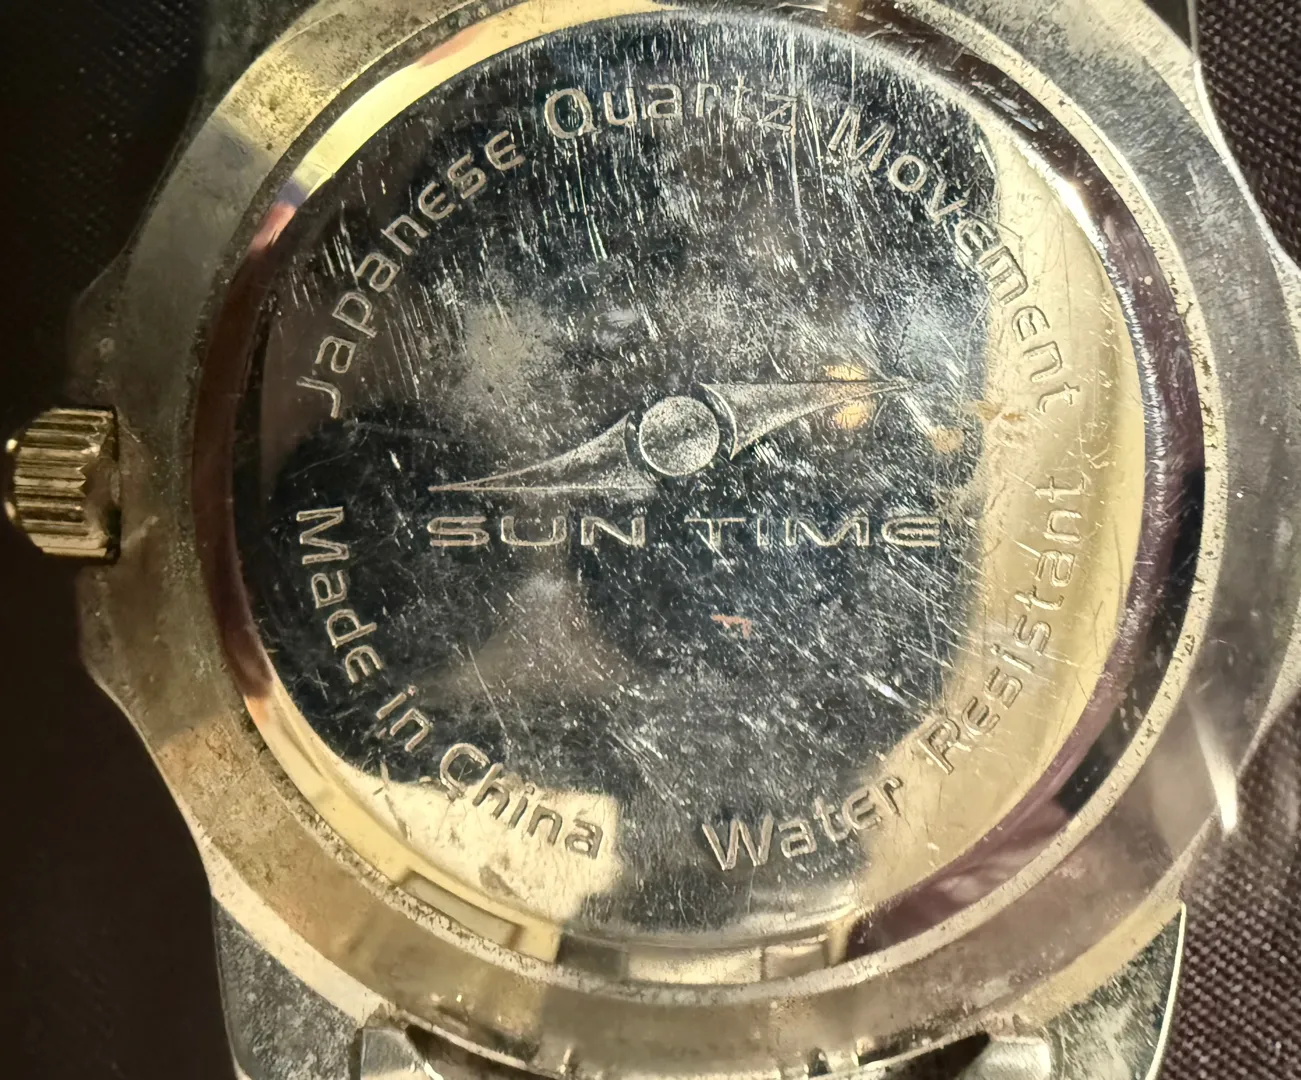 Japanese Quartz Movement
SUN TIME
Made in China
Water Resistant